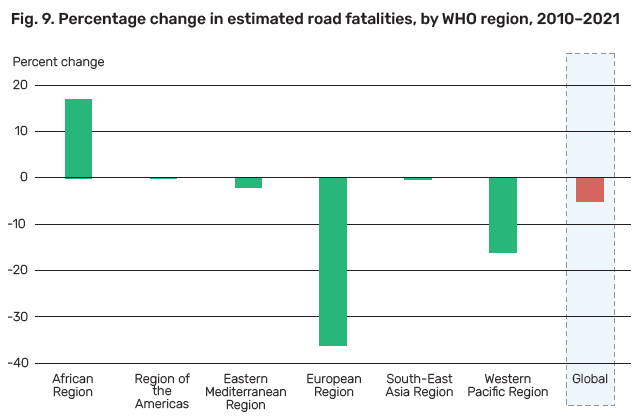 Fig. 9. Percentage change in estimated road fatalities, by WHO region, 2010–2021
Percent change
20
10
0
-10
-20
-30
-40
African
Region
Region of
the
Americas
Eastern
Mediterranean
Region
European
Region
South-East
Asia Region
Western
Pacific Region
Global